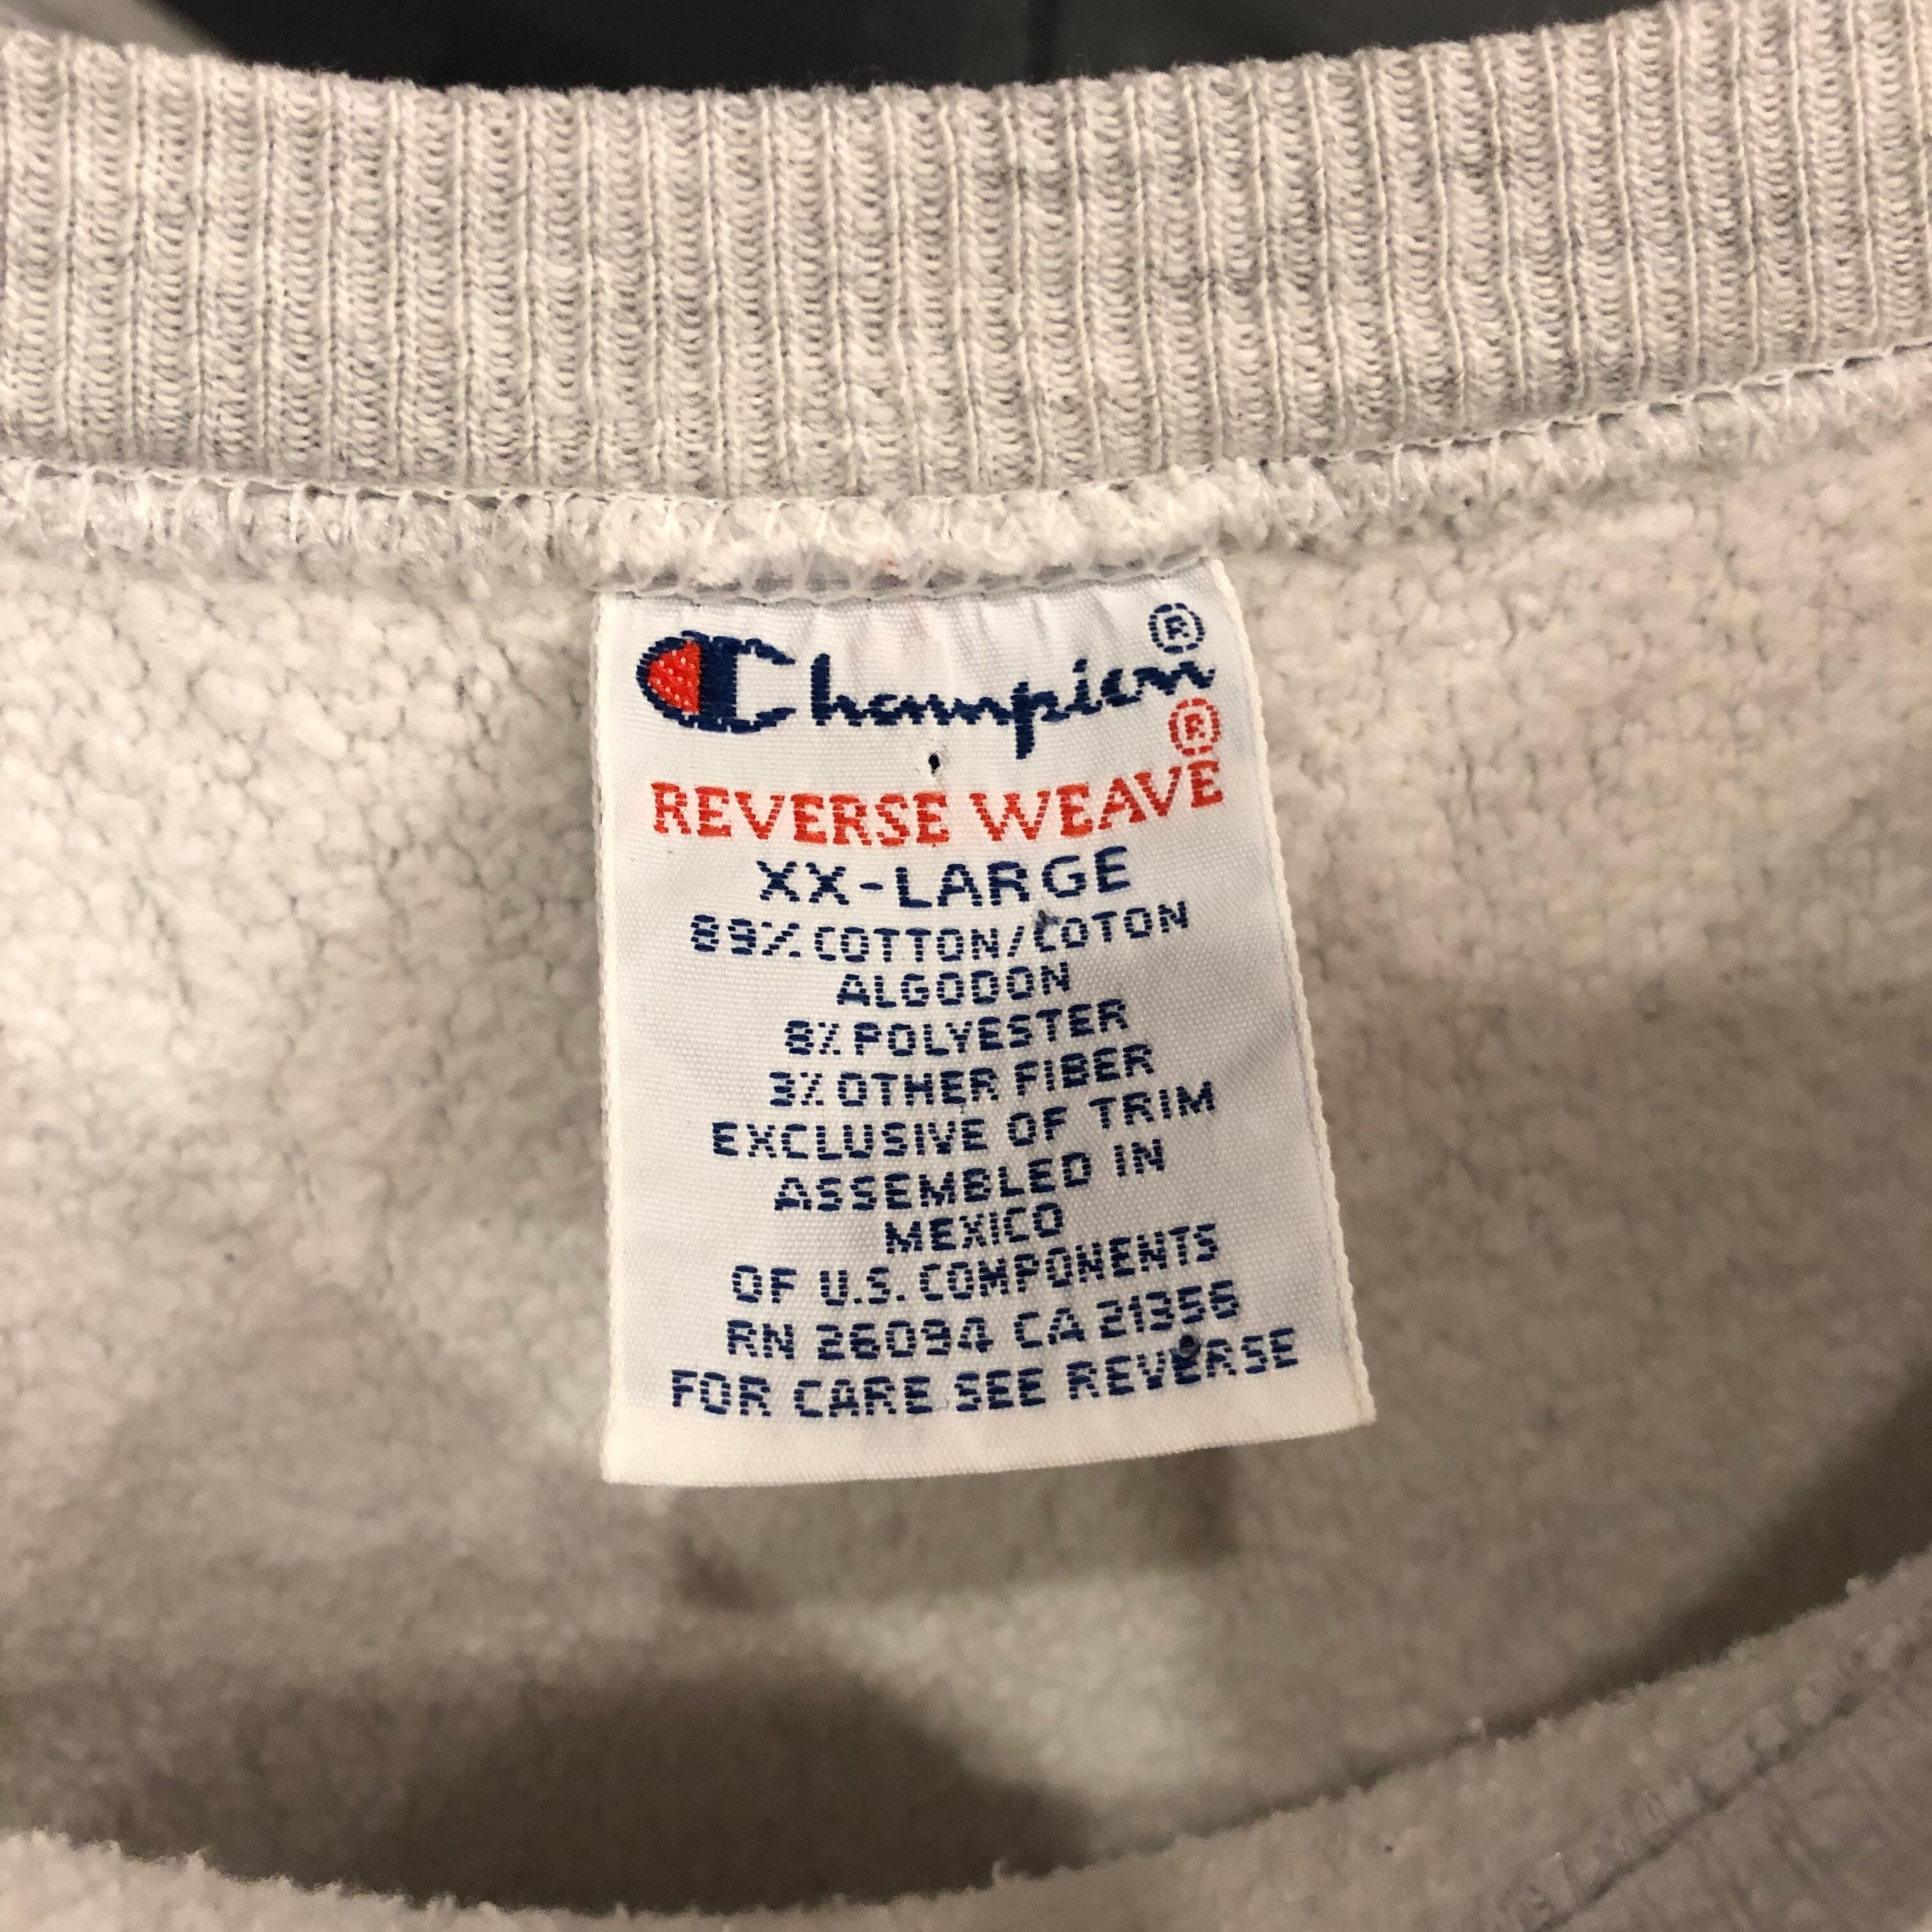 Champion®
REVERSE WEAVE®
XX-LARGE
89% COTTON/COTON
ALGODON
8% POLYESTER
3% OTHER FIBER
EXCLUSIVE OF TRIM
ASSEMBLED IN
MEXICO
OF U.S. COMPONENTS
RN 26094 CA 21356
FOR CARE SEE REVERSE